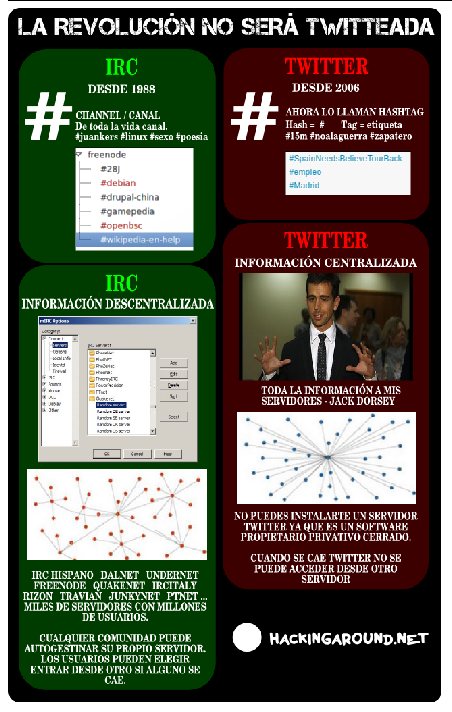 LA REVOLUCIÓN NO SERÁ TWITTEADA
IRC
DESDE 1988
#
CHANNEL / CANAL
De toda la vida canal.
#juankers #linux #sexo #poesía
freenode
#28J
#debian
#drupal-china
#gamepedia
#openbsc
#wikipedia-en-help
TWITTER
DESDE 2006
#
AHORA LO LLAMAN HASHTAG
Hash = # Tag = etiqueta
#15m #noalaguerra #zapatero
#SpainNeedsBelieveTourBack
#empleo
#Madrid
IRC
INFORMACIÓN DESCENTRALIZADA
mIRC Options
IRC HISPANO DALNET UNDERNET
FREENODE QUAKENET IRCITALY
RIZON TRAVIAN JUNKYNET PTNET ...
MILES DE SERVIDORES CON MILLONES
DE USUARIOS.
CUALQUIER COMUNIDAD PUEDE
AUTOGESTINAR SU PROPIO SERVIDOR.
LOS USUARIOS PUEDEN ELEGIR
ENTRAR DESDE OTRO SI ALGUNO SE
CAE.
TWITTER
INFORMACIÓN CENTRALIZADA
TODA LA INFORMACIÓN A MIS
SERVIDORES - JACK DORSEY
NO PUEDES INSTALARTE UN SERVIDOR
TWITTER YA QUE ES UN SOFTWARE
PROPIETARIO PRIVATIVO CERRADO.
CUANDO SE CAE TWITTER NO SE
PUEDE ACCEDER DESDE OTRO
SERVIDOR
HACKINGAROUND.NET